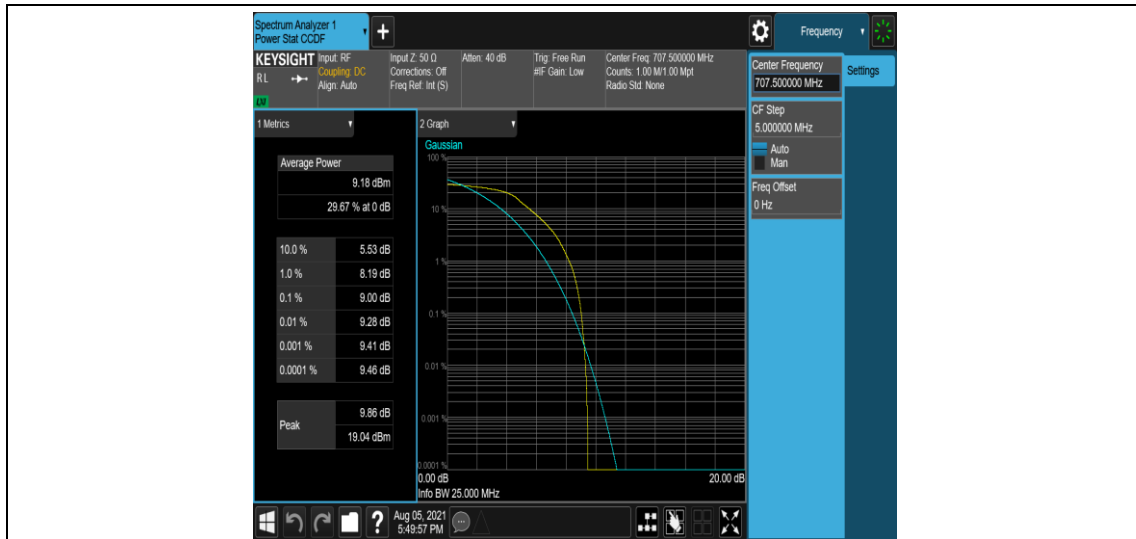 Spectrum Analyzer 1
Power Stat CCDF
+
Frequency
KEYSIGHT
RL
Input: RF
Coupling: DC
Align: Auto
Input Z: 50 Ω
Corrections: Off
Freq Ref: Int (S)
Atten: 40 dB
Trig: Free Run
#IF Gain: Low
Center Freq: 707.500000 MHz
Counts: 1.00 M/1.00 Mpt
Radio Std: None
Center Frequency
707.500000 MHz
Settings
CF Step
5.000000 MHz
Auto
Man
Freq Offset
0 Hz
1 Metrics
Average Power
9.18 dBm
29.67 % at 0 dB
10.0 % 5.53 dB
1.0 % 8.19 dB
0.1 % 9.00 dB
0.01 % 9.28 dB
0.001 % 9.41 dB
0.0001 % 9.46 dB
Peak
9.86 dB
19.04 dBm
2 Graph
Gaussian
100 %
10 %
1 %
0.1 %
0.01 %
0.001 %
0.0001 %
0.00 dB 20.00 dB
Info BW 25.000 MHz
?
Aug 05, 2021
5:49:57 PM